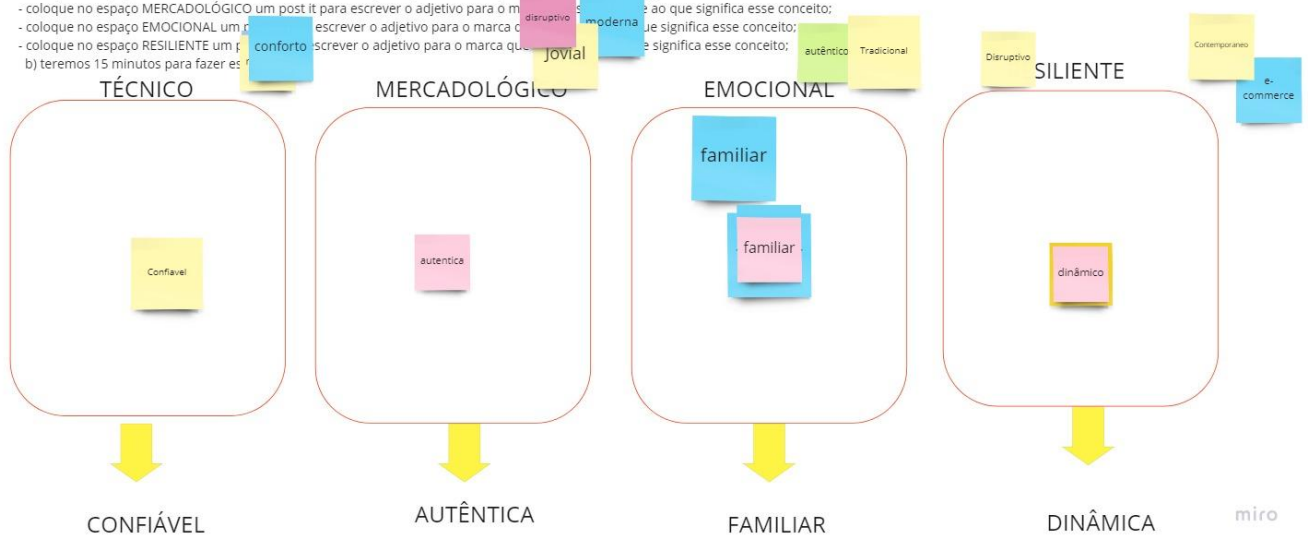 - coloque no espaço MERCADOLÓGICO um post it para escrever o adjetivo para o m ao que significa esse conceito;
- coloque no espaço EMOCIONAL um escrever o adjetivo para o marca ue significa esse conceito;
- coloque no espaço RESILIENTE um screver o adjetivo para o marca qu e significa esse conceito;
b) teremos 15 minutos para fazer es
conforto
disruptivo
moderna
Jovial
autêntico
Tradicional
Disruptivo
Contemporaneo
e-
commerce
TÉCNICO
MERCADOLÓGICO
EMOCIONAL
SILIENTE
Confiavel
autentica
familiar
familiar
dinâmico
CONFIÁVEL
AUTÊNTICA
FAMILIAR
DINÂMICA
miro